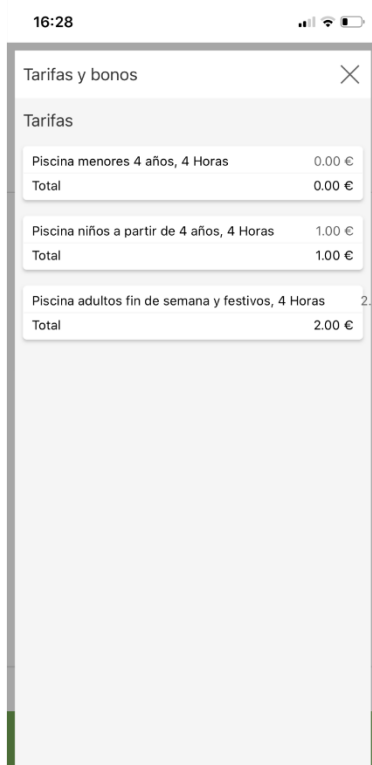 16:28
Tarifas y bonos
Tarifas
Piscina menores 4 años, 4 Horas 0.00 €
Total 0.00 €
Piscina niños a partir de 4 años, 4 Horas 1.00 €
Total 1.00 €
Piscina adultos fin de semana y festivos, 4 Horas 2.
Total 2.00 €